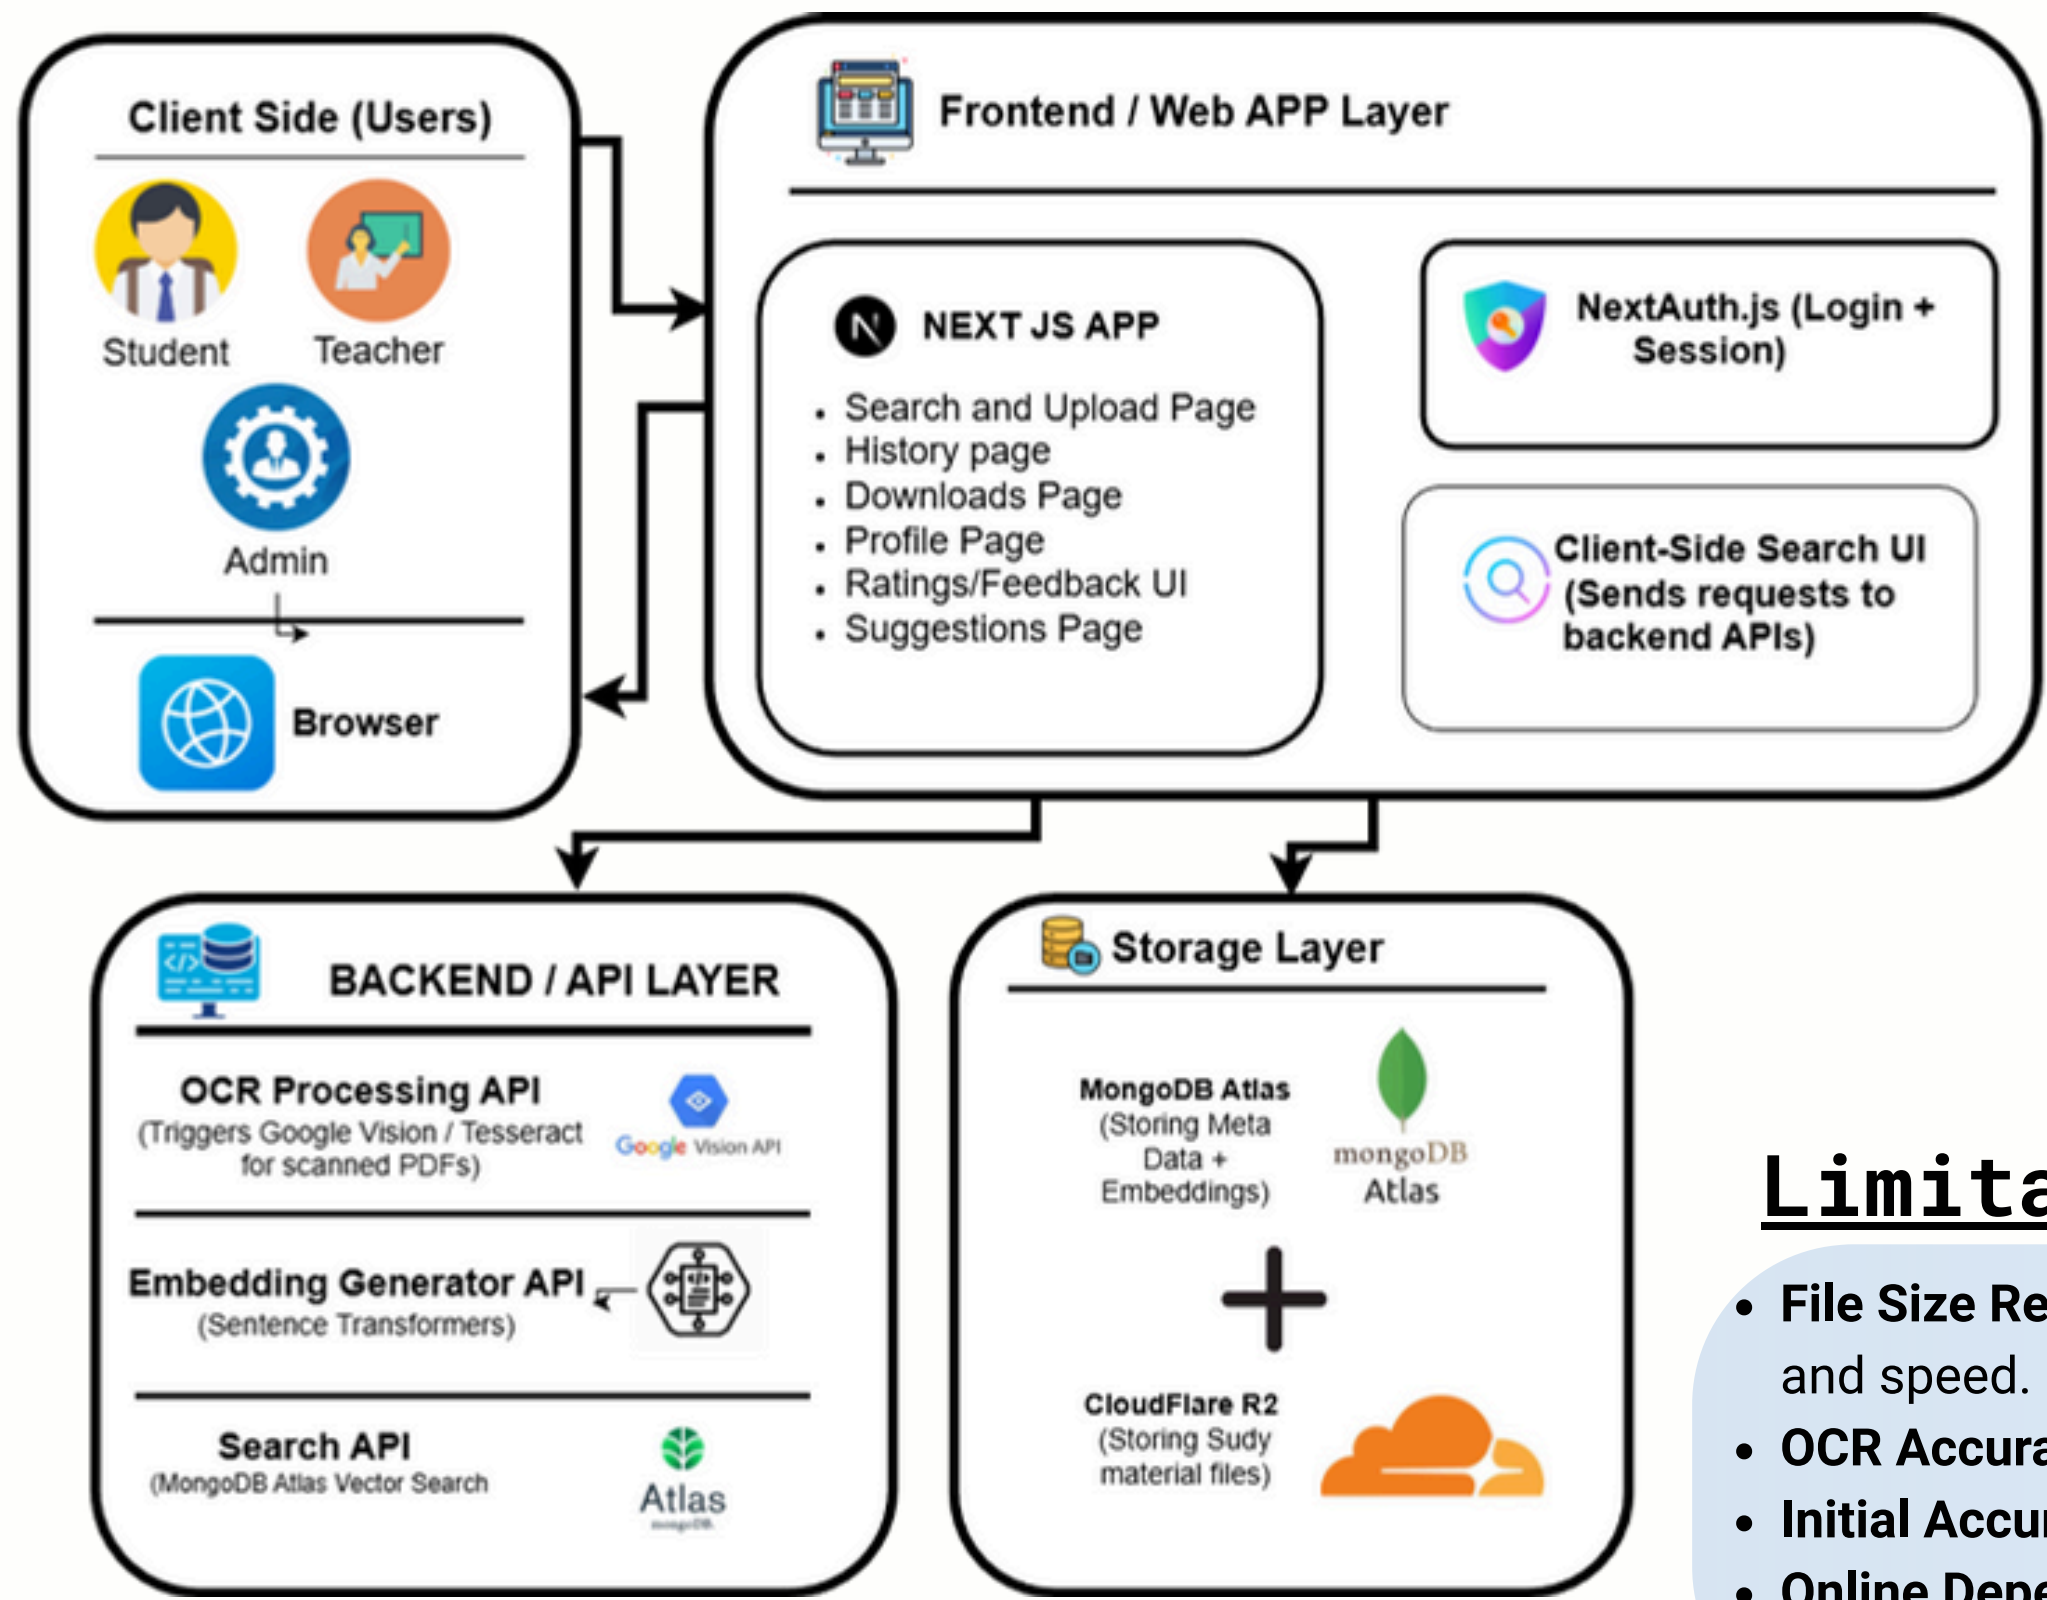 Client Side (Users)
Student
Teacher
Admin
Browser
Frontend / Web APP Layer
NEXT JS APP
• Search and Upload Page
• History page
• Downloads Page
• Profile Page
• Ratings/Feedback UI
• Suggestions Page
NextAuth.js (Login +
Session)
Client-Side Search UI
(Sends requests to
backend APIs)
BACKEND / API LAYER
OCR Processing API
(Triggers Google Vision / Tesseract
for scanned PDFs)
Google Vision API
Embedding Generator API
</>
(Sentence Transformers)
Search API
(MongoDB Atlas Vector Search
Atlas
mongoDB.
Storage Layer
MongoDB Atlas
(Storing Meta
Data +
Embeddings)
mongoDB
Atlas
CloudFlare R2
(Storing Sudy
material files)
Limita
• File Size Re
and speed.
• OCR Accura
• Initial Accur
• Online Depe